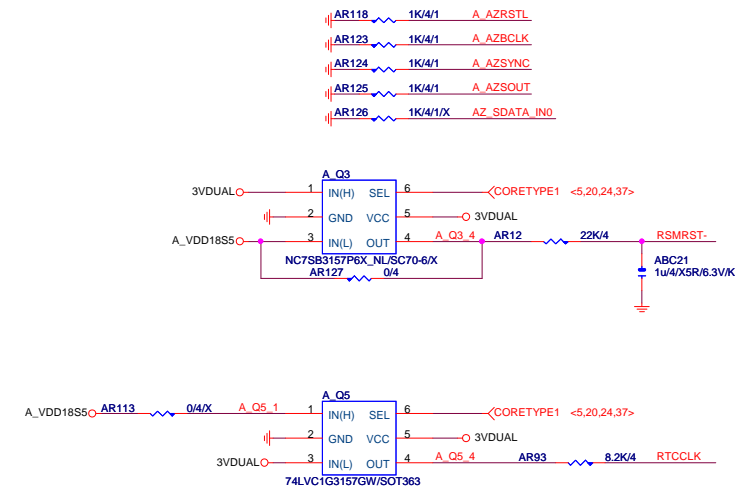 AR118 1K/4/1 A_AZRSTL
AR123 1K/4/1 A_AZBCLK
AR124 1K/4/1 A_AZSYNC
AR125 1K/4/1 A_AZSOUT
AR126 1K/4/1/X AZ_SDATA_IN0
A_Q3
3VDUAL 1 IN(H) SEL 6 CORETYPE1 <5,20,24,37>
2 GND VCC 5 3VDUAL
A_VDD18S5 3 IN(L) OUT 4 A_Q3_4 AR12 22K/4 RSMRST-
NC7SB3157P6X_NL/SC70-6/X
AR127 0/4
ABC21
1u/4/X5R/6.3V/K
A_Q5
A_VDD18S5 AR113 0/4/X A_Q5_1 1 IN(H) SEL 6 CORETYPE1 <5,20,24,37>
2 GND VCC 5 3VDUAL
3VDUAL 3 IN(L) OUT 4 A_Q5_4 AR93 8.2K/4 RTCCLK
74LVC1G3157GW/SOT363